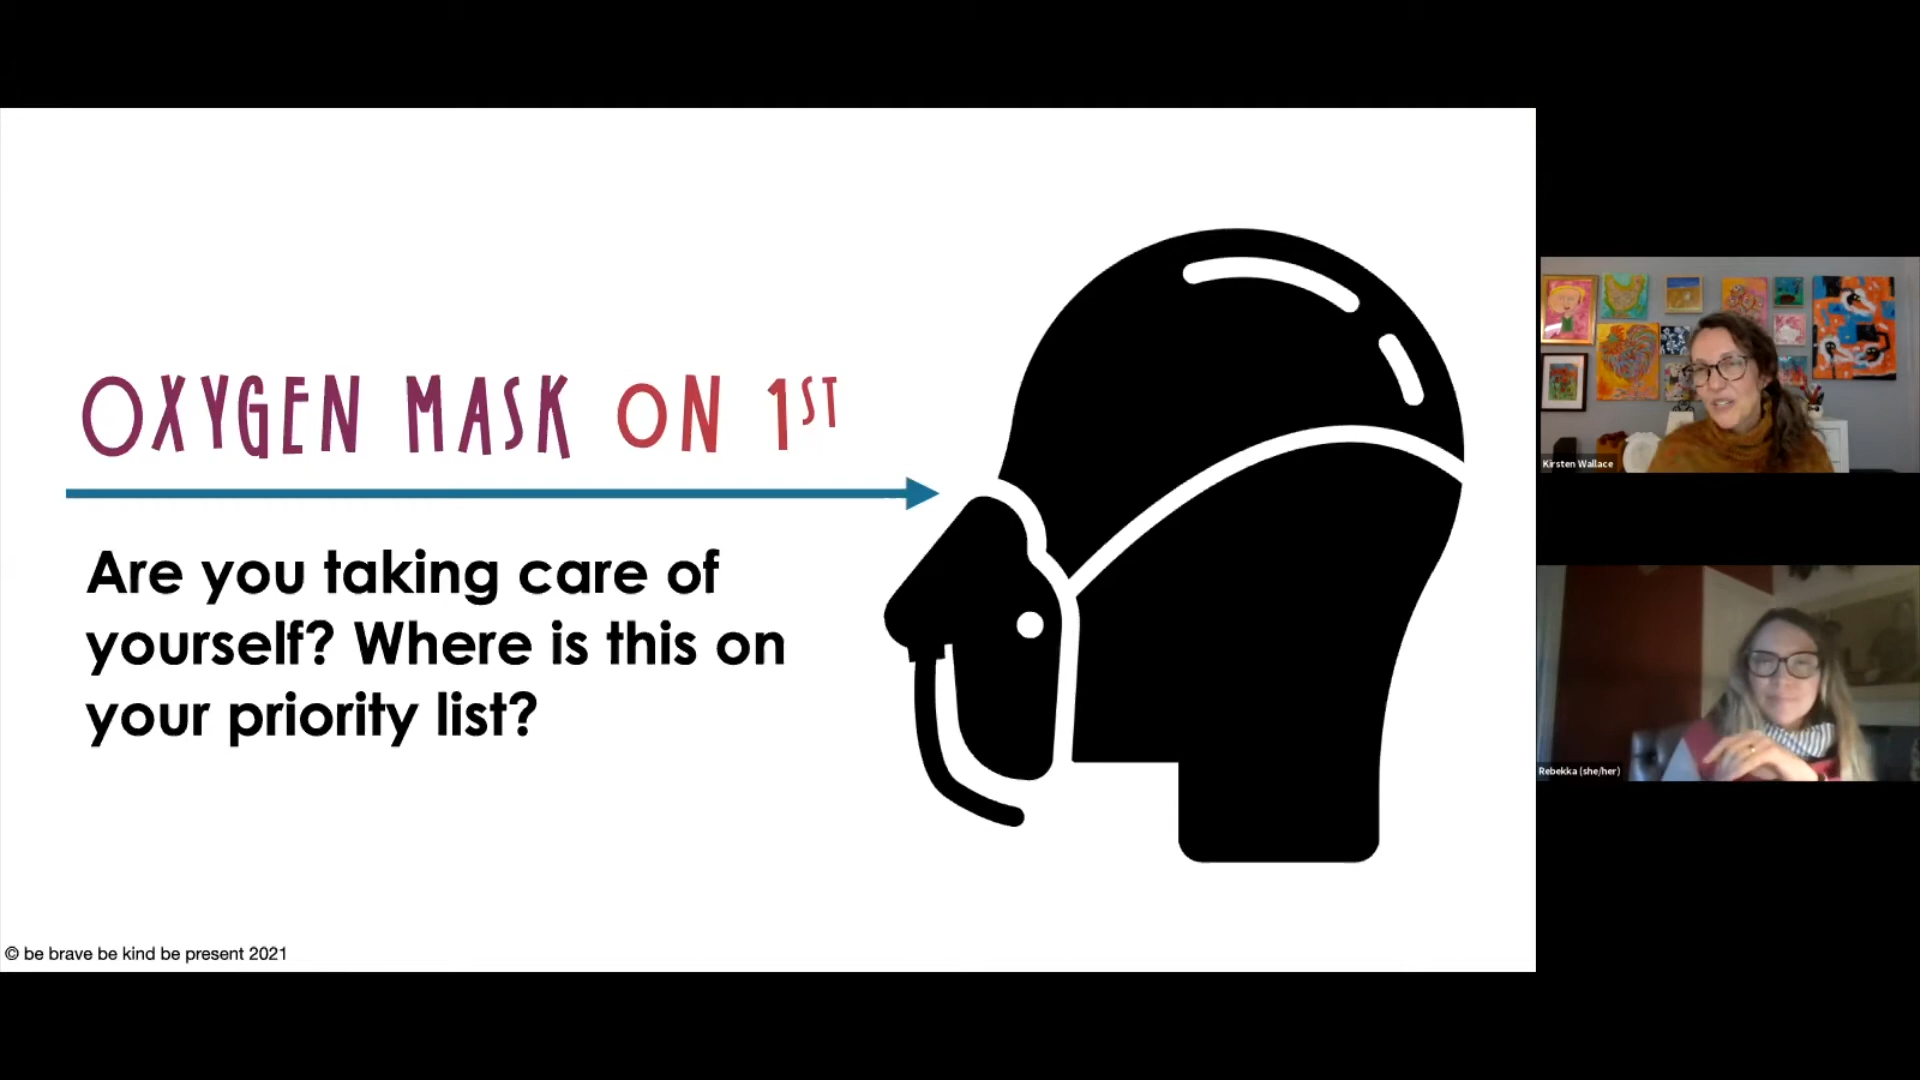 OXYGEN MASK ON 1ST
Are you taking care of
yourself? Where is this on
your priority list?
© be brave be kind be present 2021
Kirsten Wallace
Rebekka (she/her)